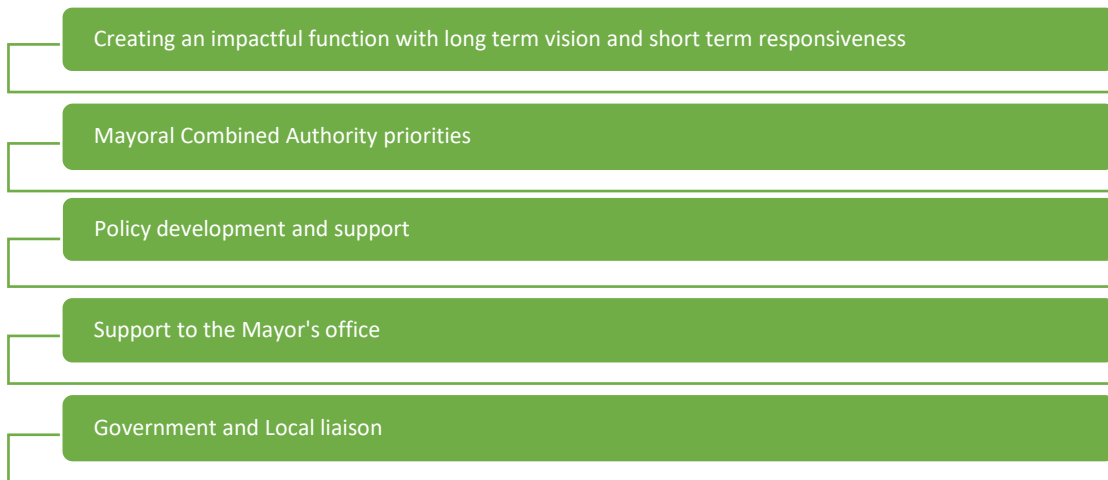 Creating an impactful function with long term vision and short term responsiveness
Mayoral Combined Authority priorities
Policy development and support
Support to the Mayor's office
Government and Local liaison